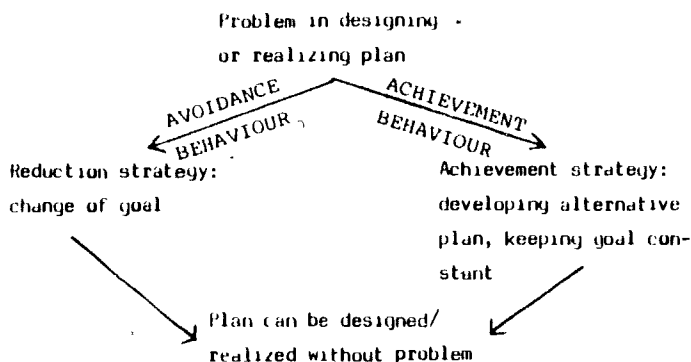 Problem in designing
or realizing plan
AVOIDANCE
BEHAVIOUR
ACHIEVEMENT
BEHAVIOUR
Reduction strategy:
change of goal
Achievement strategy:
developing alternative
plan, keeping goal con-
stant
Plan can be designed/
realized without problem